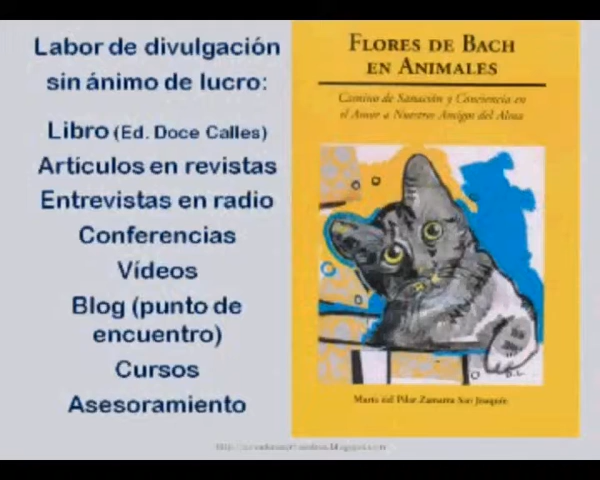 Labor de divulgación
sin ánimo de lucro:
Libro (Ed. Doce Calles)
Artículos en revistas
Entrevistas en radio
Conferencias
Vídeos
Blog (punto de
encuentro)
Cursos
Asesoramiento
FLORES DE BACH
EN ANIMALES
Camino de Sanación y Conciencia en
el Amor a Nuestros Amigos del Alma
María del Pilar Zamarra San Joaquín